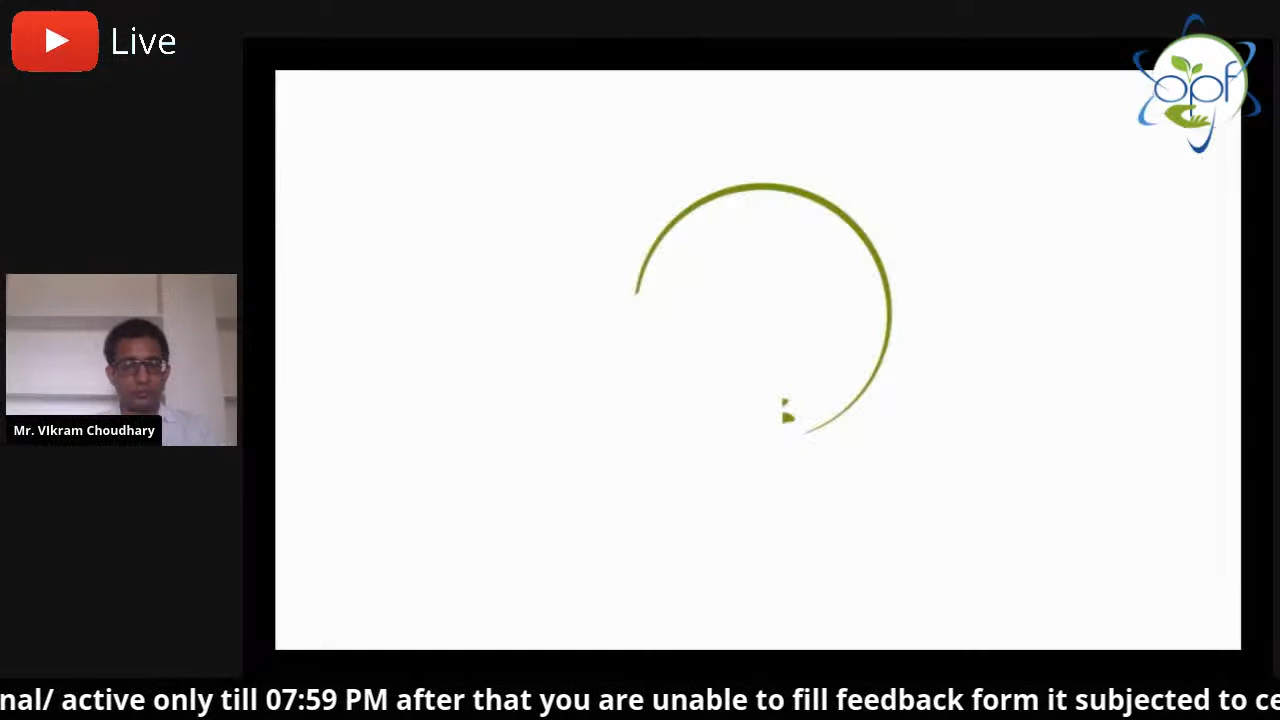 Live
opf
Mr. VIkram Choudhary
nal/ active only till 07:59 PM after that you are unable to fill feedback form it subjected to ce